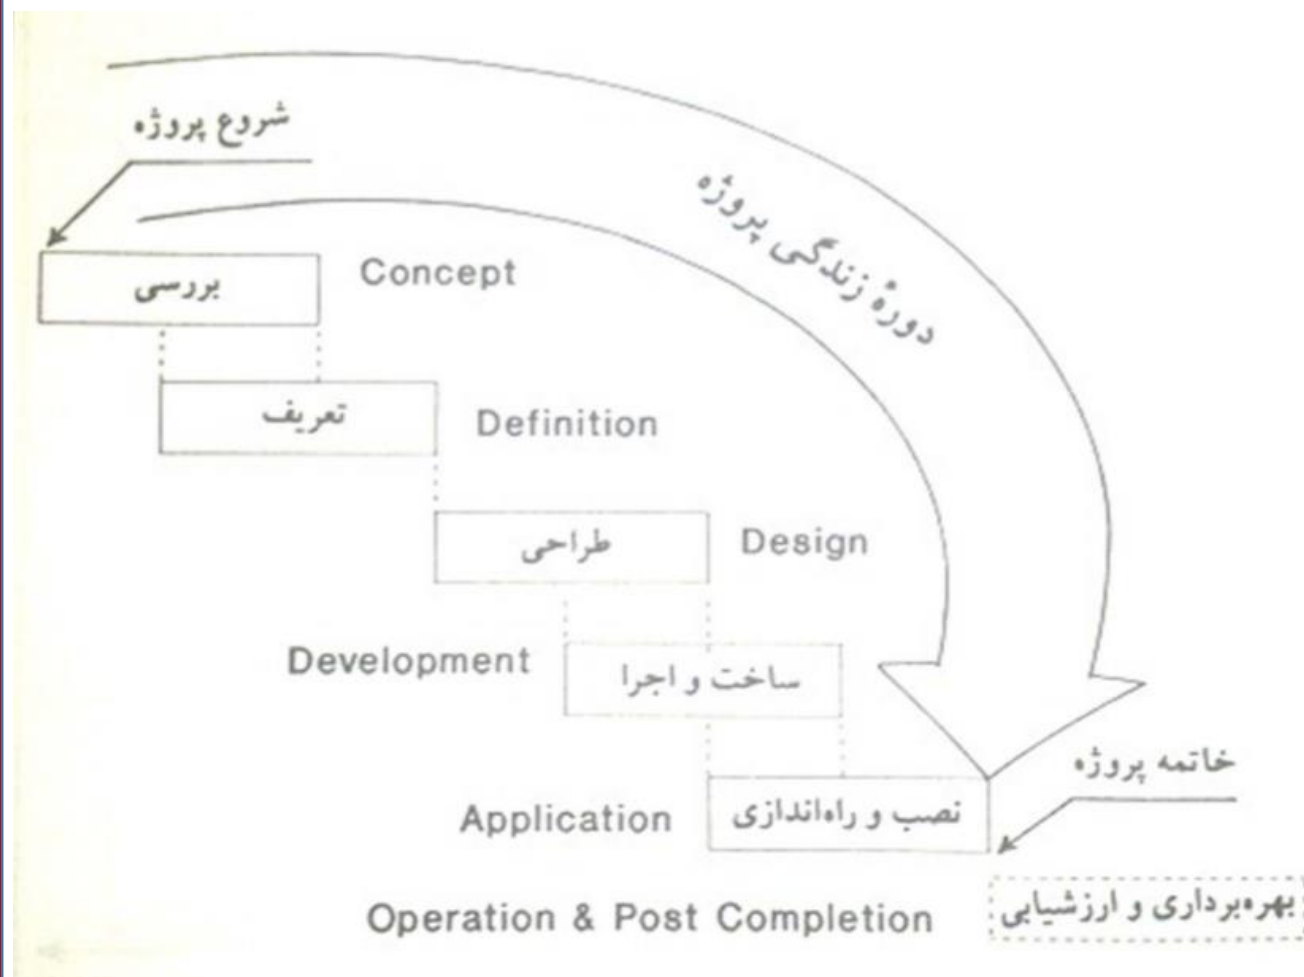 شروع پروژه
دورهٔ زندگی پروژه
بررسی
Concept
تعریف
Definition
طراحی
Design
Development
ساخت و اجرا
خاتمه پروژه
Application
نصب و راه‌اندازی
Operation & Post Completion
بهره‌برداری و ارزشیابی